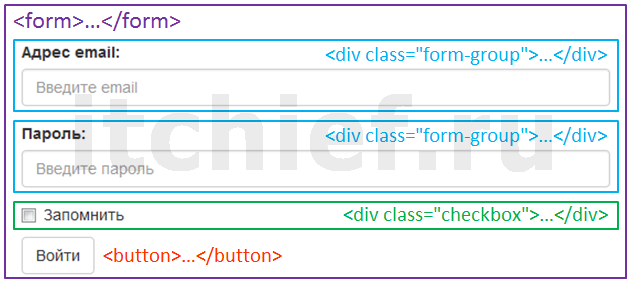 <form>...</form>
Адрес email: <div class="form-group">...</div>
Введите email
itchief.ru
Пароль: <div class="form-group">...</div>
Введите пароль
Запомнить <div class="checkbox">...</div>
Войти <button>...</button>